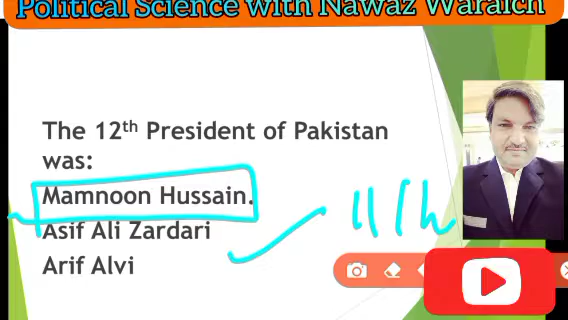 Political Science with Nawaz Waraich
The 12th President of Pakistan
was:
Mamnoon Hussain.
Asif Ali Zardari
11th
Arif Alvi